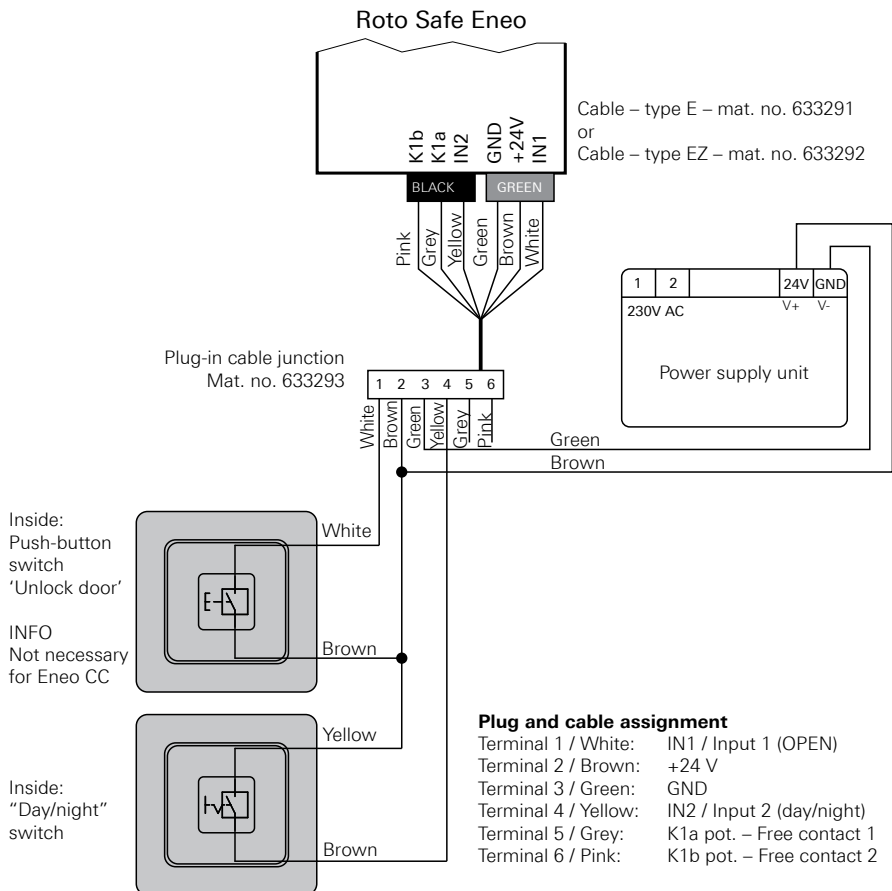 Roto Safe Eneo
K1b
K1a
IN2
GND
+24V
IN1
BLACK
GREEN
Cable – type E – mat. no. 633291
or
Cable – type EZ – mat. no. 633292
Pink
Grey
Yellow
Green
Brown
White
1
2
24V
GND
230V AC
V+
V-
Power supply unit
Plug-in cable junction
Mat. no. 633293
1 2 3 4 5 6
White
Brown
Green
Yellow
Grey
Pink
Green
Brown
Inside:
Push-button
switch
‘Unlock door’
INFO
Not necessary
for Eneo CC
White
Brown
Inside:
“Day/night”
switch
Yellow
Brown
Plug and cable assignment
Terminal 1 / White: IN1 / Input 1 (OPEN)
Terminal 2 / Brown: +24 V
Terminal 3 / Green: GND
Terminal 4 / Yellow: IN2 / Input 2 (day/night)
Terminal 5 / Grey: K1a pot. – Free contact 1
Terminal 6 / Pink: K1b pot. – Free contact 2